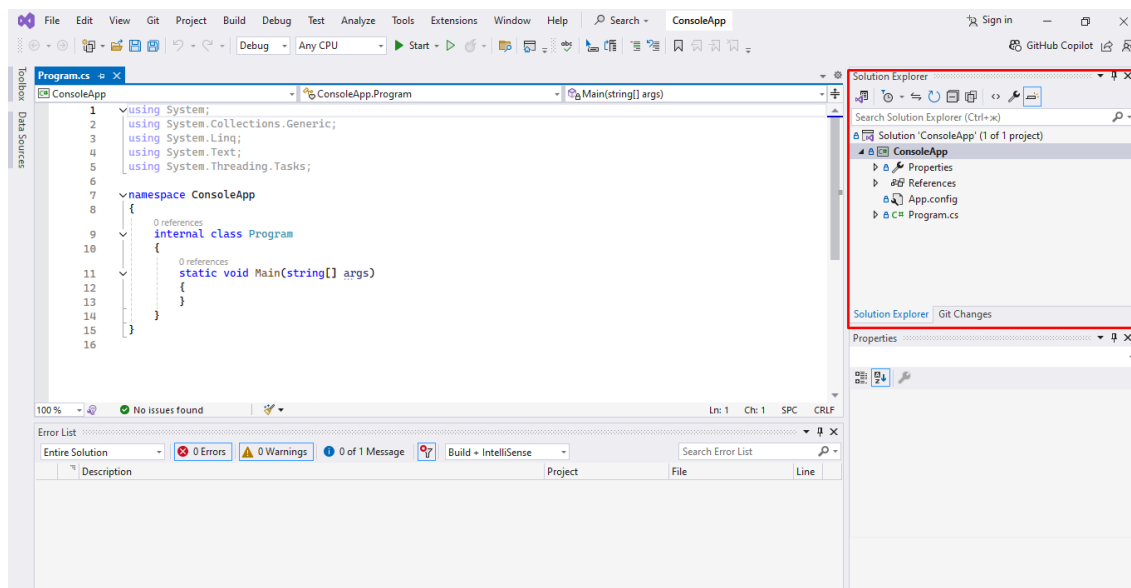 File Edit View Git Project Build Debug Test Analyze Tools Extensions Window Help Search ConsoleApp Sign in
Debug Any CPU Start GitHub Copilot
Toolbox
Data Sources
Program.cs
ConsoleApp ConsoleApp.Program Main(string[] args)
1 using System;
2 using System.Collections.Generic;
3 using System.Linq;
4 using System.Text;
5 using System.Threading.Tasks;
6
7 namespace ConsoleApp
8 {
0 references
9 internal class Program
10 {
0 references
11 static void Main(string[] args)
12 {
13 }
14 }
15 }
16
100 % No issues found Ln: 1 Ch: 1 SPC CRLF
Error List
Entire Solution 0 Errors 0 Warnings 0 of 1 Message Build + IntelliSense Search Error List
Description Project File Line
Solution Explorer
Search Solution Explorer (Ctrl+ж)
Solution 'ConsoleApp' (1 of 1 project)
ConsoleApp
Properties
References
App.config
C# Program.cs
Solution Explorer Git Changes
Properties